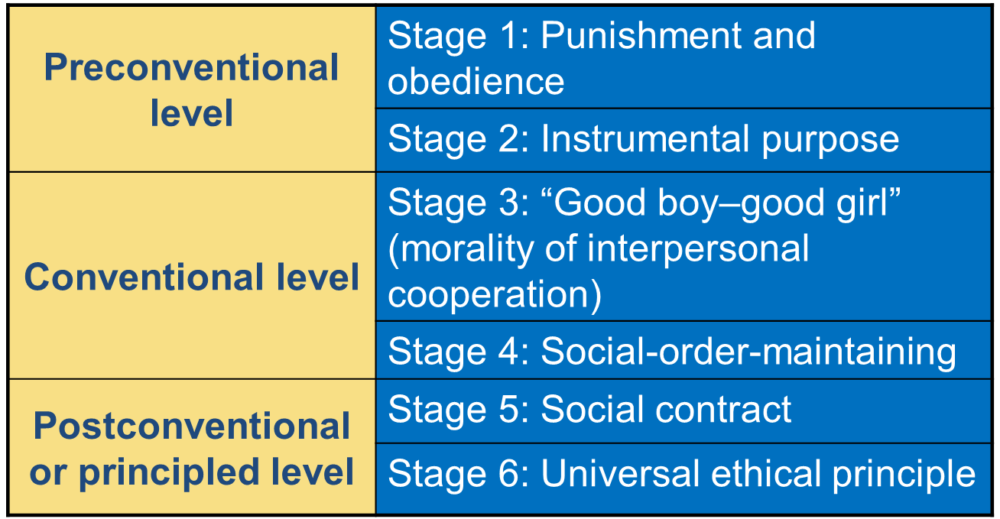 Preconventional
level
Stage 1: Punishment and
obedience
Stage 2: Instrumental purpose
Conventional level
Stage 3: “Good boy–good girl”
(morality of interpersonal
cooperation)
Stage 4: Social-order-maintaining
Postconventional
or principled level
Stage 5: Social contract
Stage 6: Universal ethical principle